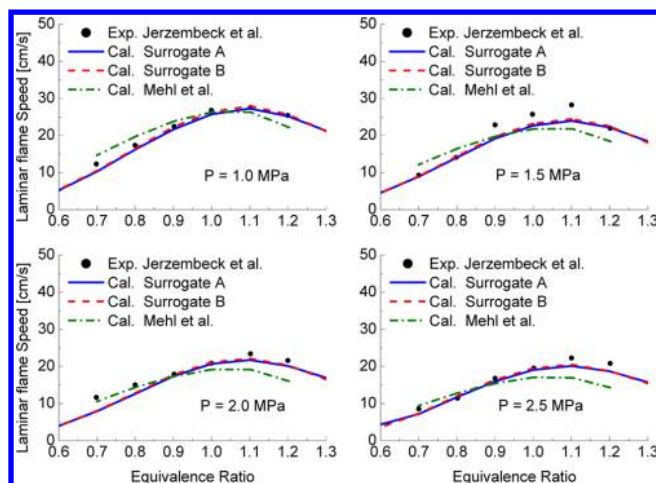 50
40
30
20
10
0
Laminar flame Speed [cm/s]
Exp. Jerzembeck et al.
Cal. Surrogate A
Cal. Surrogate B
Cal. Mehl et al.
P = 1.0 MPa
0.6 0.7 0.8 0.9 1.0 1.1 1.2 1.3
50
40
30
20
10
0
Exp. Jerzembeck et al.
Cal. Surrogate A
Cal. Surrogate B
Cal. Mehl et al.
P = 1.5 MPa
0.6 0.7 0.8 0.9 1.0 1.1 1.2 1.3
50
40
30
20
10
0
Laminar flame Speed [cm/s]
Exp. Jerzembeck et al.
Cal. Surrogate A
Cal. Surrogate B
Cal. Mehl et al.
P = 2.0 MPa
0.6 0.7 0.8 0.9 1.0 1.1 1.2 1.3
Equivalence Ratio
50
40
30
20
10
0
Exp. Jerzembeck et al.
Cal. Surrogate A
Cal. Surrogate B
Cal. Mehl et al.
P = 2.5 MPa
0.6 0.7 0.8 0.9 1.0 1.1 1.2 1.3
Equivalence Ratio